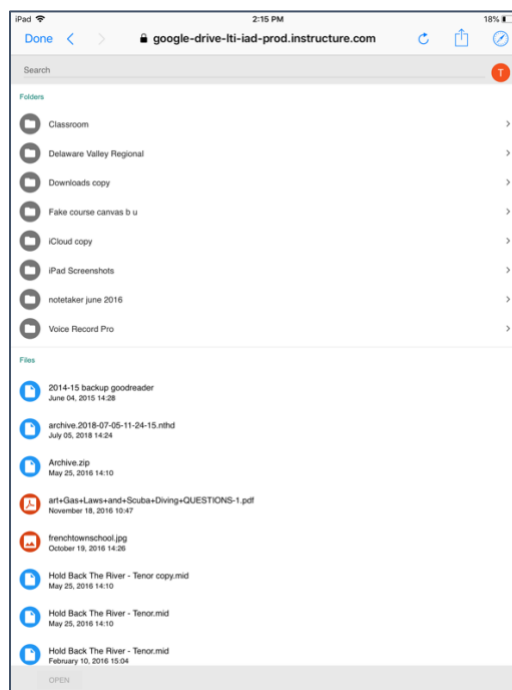 iPad 2:15 PM 18%
Done google-drive-lti-iad-prod.instructure.com
Search T
Folders
Classroom
Delaware Valley Regional
Downloads copy
Fake course canvas b u
iCloud copy
iPad Screenshots
notetaker june 2016
Voice Record Pro
Files
2014-15 backup goodreader
June 04, 2015 14:28
archive.2018-07-05-11-24-15.nthd
July 05, 2018 14:24
Archive.zip
May 25, 2016 14:10
art+Gas+Laws+and+Scuba+Diving+QUESTIONS-1.pdf
November 18, 2016 10:47
frenchtownschool.jpg
October 19, 2016 14:26
Hold Back The River - Tenor copy.mid
May 25, 2016 14:10
Hold Back The River - Tenor.mid
May 25, 2016 14:10
Hold Back The River - Tenor.mid
February 10, 2016 15:04
OPEN